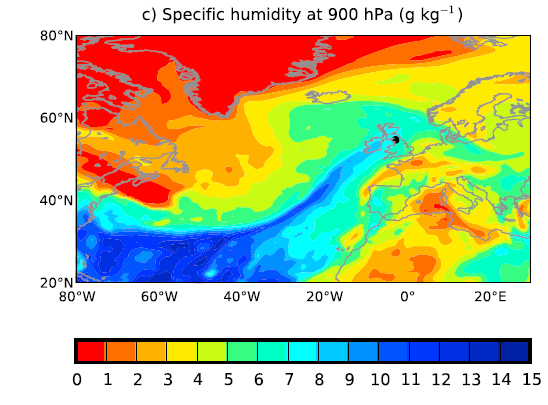 c) Specific humidity at 900 hPa (g kg⁻¹)
80°N
60°N
40°N
20°N
80°W 60°W 40°W 20°W 0° 20°E
0 1 2 3 4 5 6 7 8 9 10 11 12 13 14 15